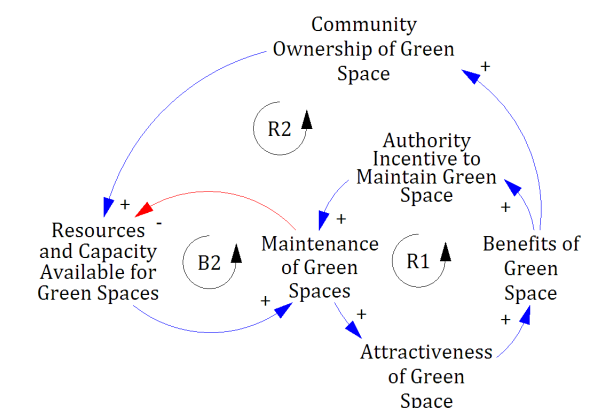 Community
Ownership of Green
Space
+
R2
Authority
Incentive to
Maintain Green
Space
+
-
+
+
Resources
and Capacity
Available for
Green Spaces
B2
Maintenance
of Green
Spaces
R1
Benefits of
Green
Space
+
+
+
Attractiveness
of Green
Space